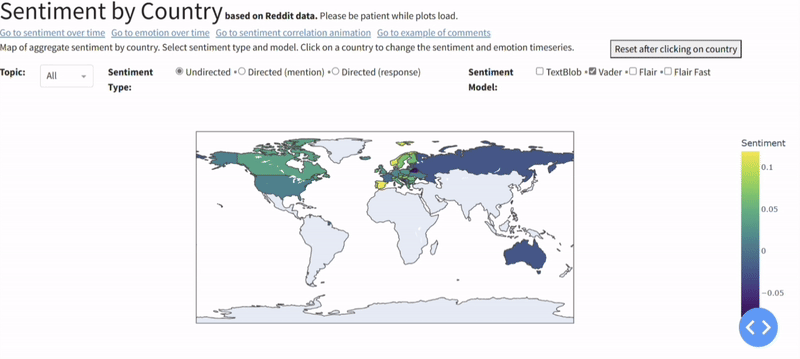 Sentiment by Country based on Reddit data. Please be patient while plots load.
Go to sentiment over time Go to emotion over time Go to sentiment correlation animation Go to example of comments
Map of aggregate sentiment by country. Select sentiment type and model. Click on a country to change the sentiment and emotion timeseries.
Reset after clicking on country
Topic: All Sentiment Type: Undirected Directed (mention) Directed (response) Sentiment Model: TextBlob Vader Flair Flair Fast
Sentiment
0.1
0.05
0
−0.05